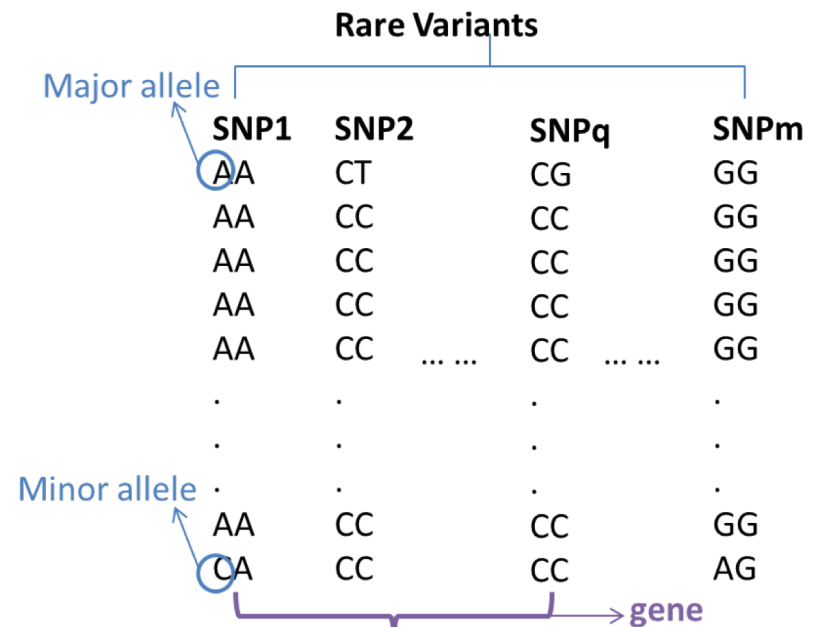 Rare Variants
Major allele
SNP1 SNP2 SNPq SNPm
AA CT CG GG
AA CC CC GG
AA CC CC GG
AA CC CC GG
AA CC ... ... CC ... ... GG
. . . .
. . . .
Minor allele . . . .
AA CC CC GG
CA CC CC AG
gene